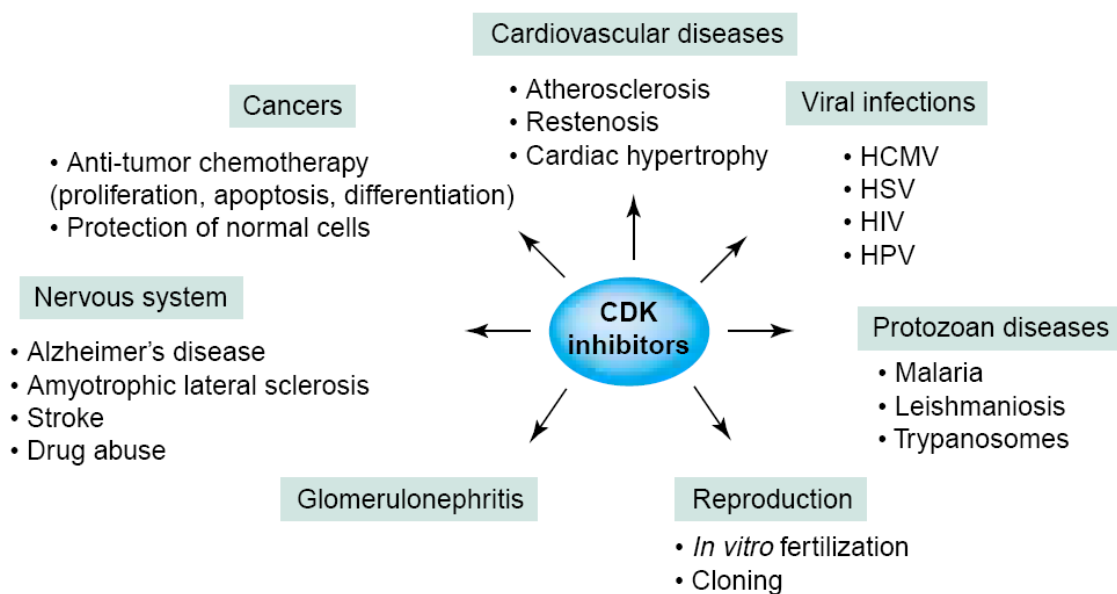 Cardiovascular diseases
• Atherosclerosis
• Restenosis
• Cardiac hypertrophy
Cancers
• Anti-tumor chemotherapy
(proliferation, apoptosis, differentiation)
• Protection of normal cells
Viral infections
• HCMV
• HSV
• HIV
• HPV
Nervous system
• Alzheimer's disease
• Amyotrophic lateral sclerosis
• Stroke
• Drug abuse
CDK
inhibitors
Protozoan diseases
• Malaria
• Leishmaniosis
• Trypanosomes
Glomerulonephritis
Reproduction
• In vitro fertilization
• Cloning